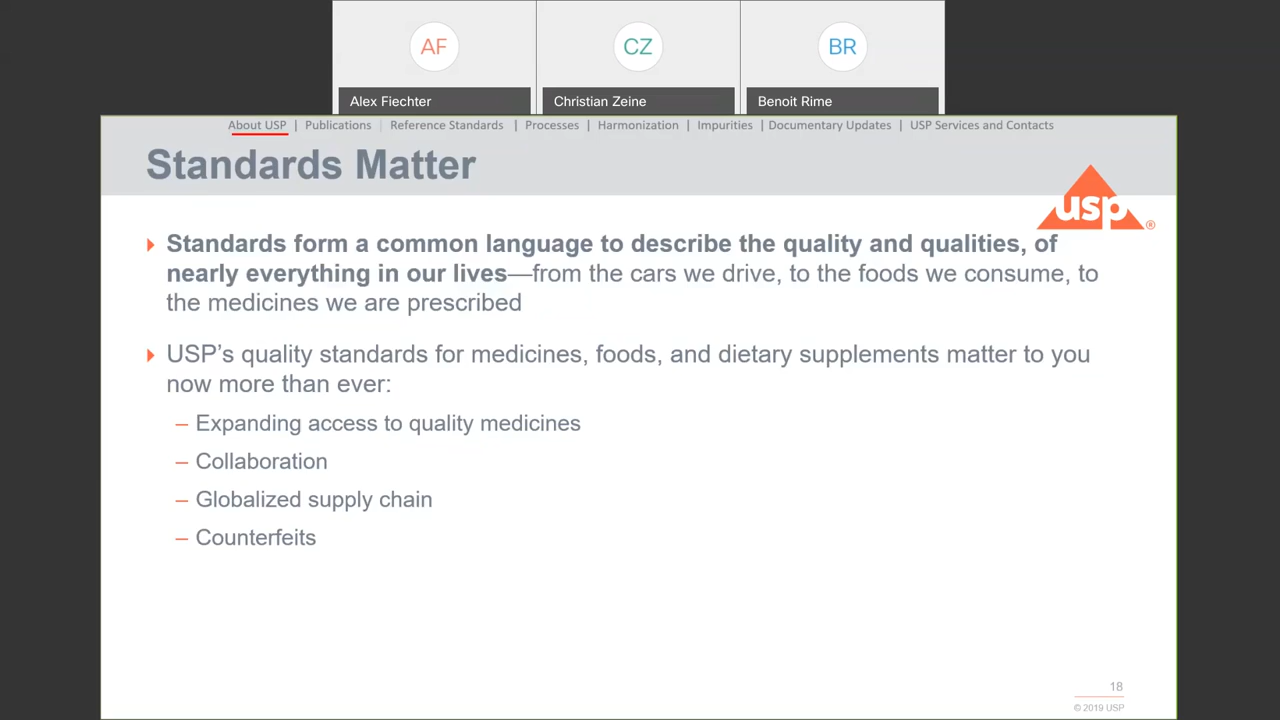 AF
CZ
BR
Alex Fiechter
Christian Zeine
Benoit Rime
About USP | Publications | Reference Standards | Processes | Harmonization | Impurities | Documentary Updates | USP Services and Contacts
Standards Matter
usp®
Standards form a common language to describe the quality and qualities, of
nearly everything in our lives—from the cars we drive, to the foods we consume, to
the medicines we are prescribed
USP’s quality standards for medicines, foods, and dietary supplements matter to you
now more than ever:
– Expanding access to quality medicines
– Collaboration
– Globalized supply chain
– Counterfeits
18
© 2019 USP